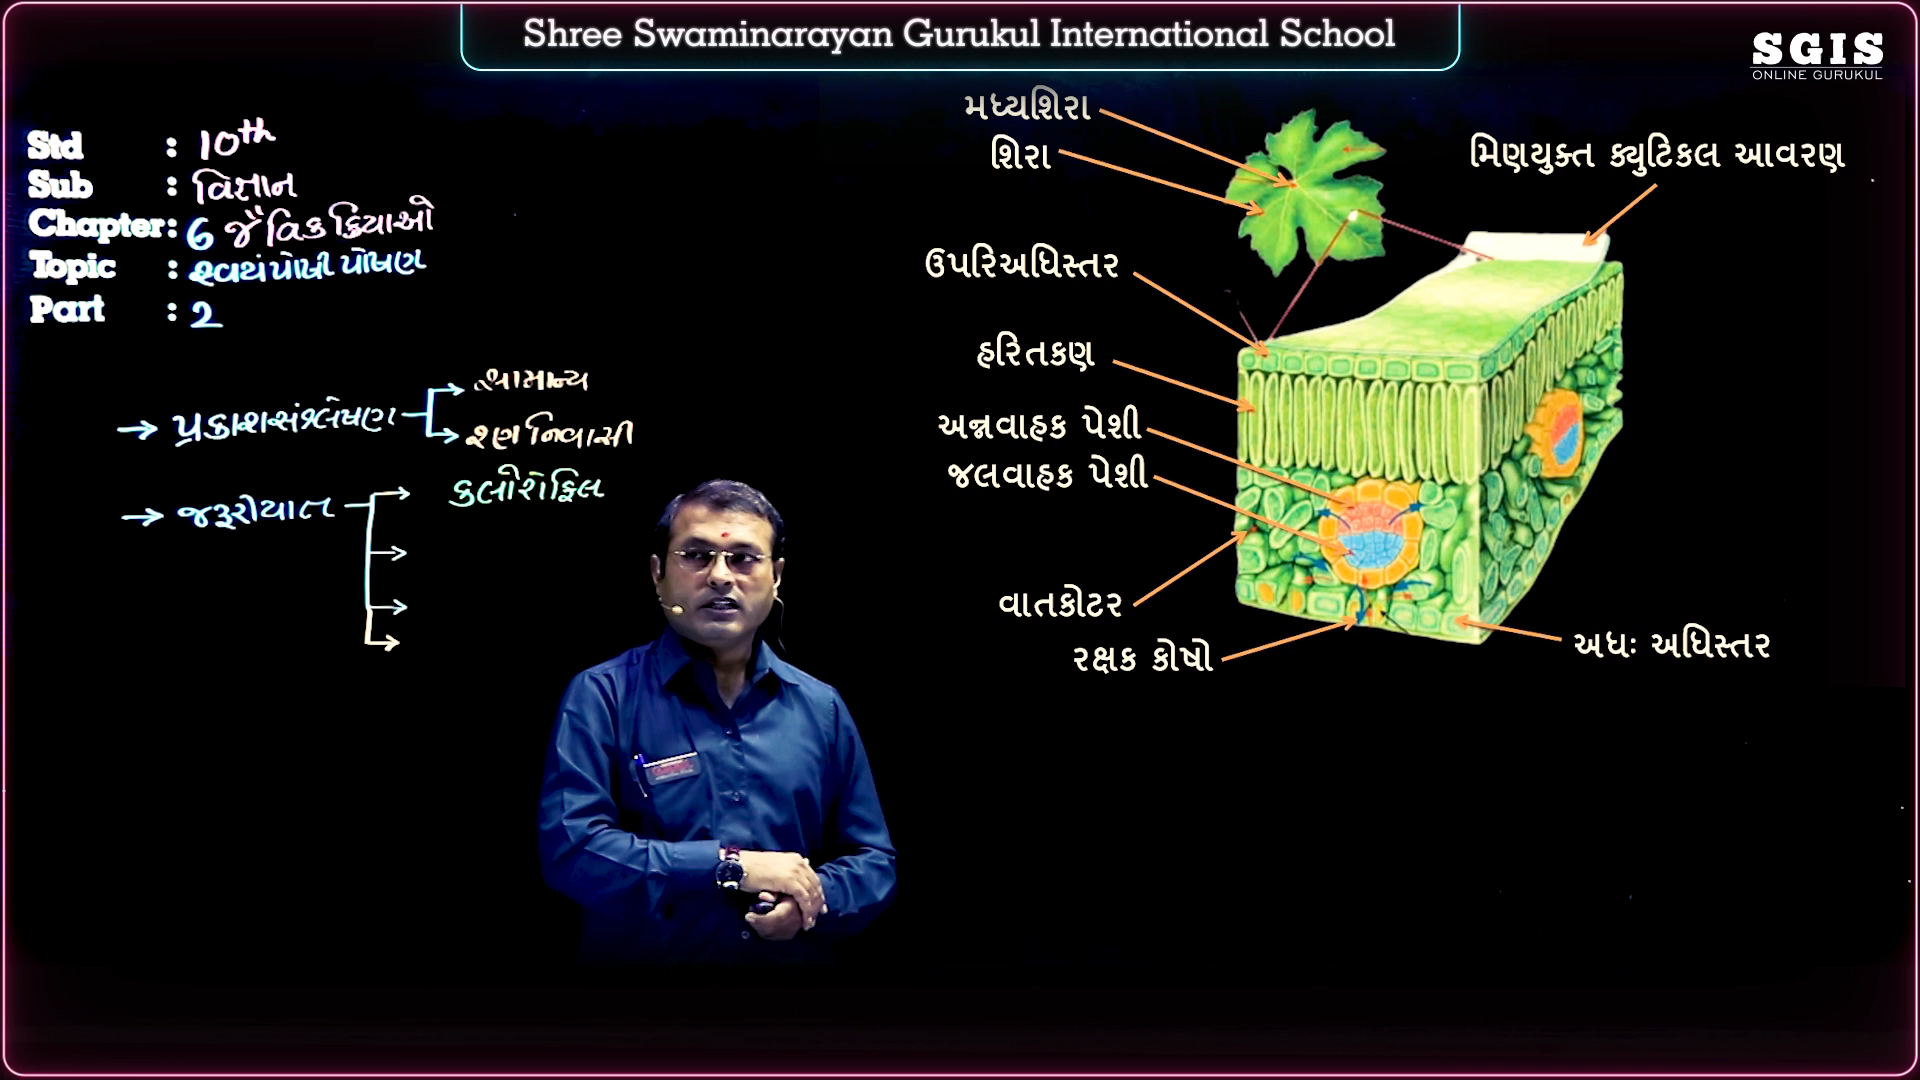 Shree Swaminarayan Gurukul International School
SGIS
ONLINE GURUKUL
Std : 10th
Sub : વિજ્ઞાન
Chapter: 6 જૈવિક ક્રિયાઓ
Topic : સ્વયંપોષી પોષણ
Part : 2
→ પ્રકાશસંશ્લેષણ
સામાન્ય
રણ નિવાસી
→ જરૂરીયાત
ક્લોરોફિલ
મધ્યશિરા
શિરા
મિણયુક્ત ક્યુટિકલ આવરણ
ઉપરિઅધિસ્તર
હરિતકણ
અન્નવાહક પેશી
જલવાહક પેશી
વાતકોટર
રક્ષક કોષો
અધઃ અધિસ્તર